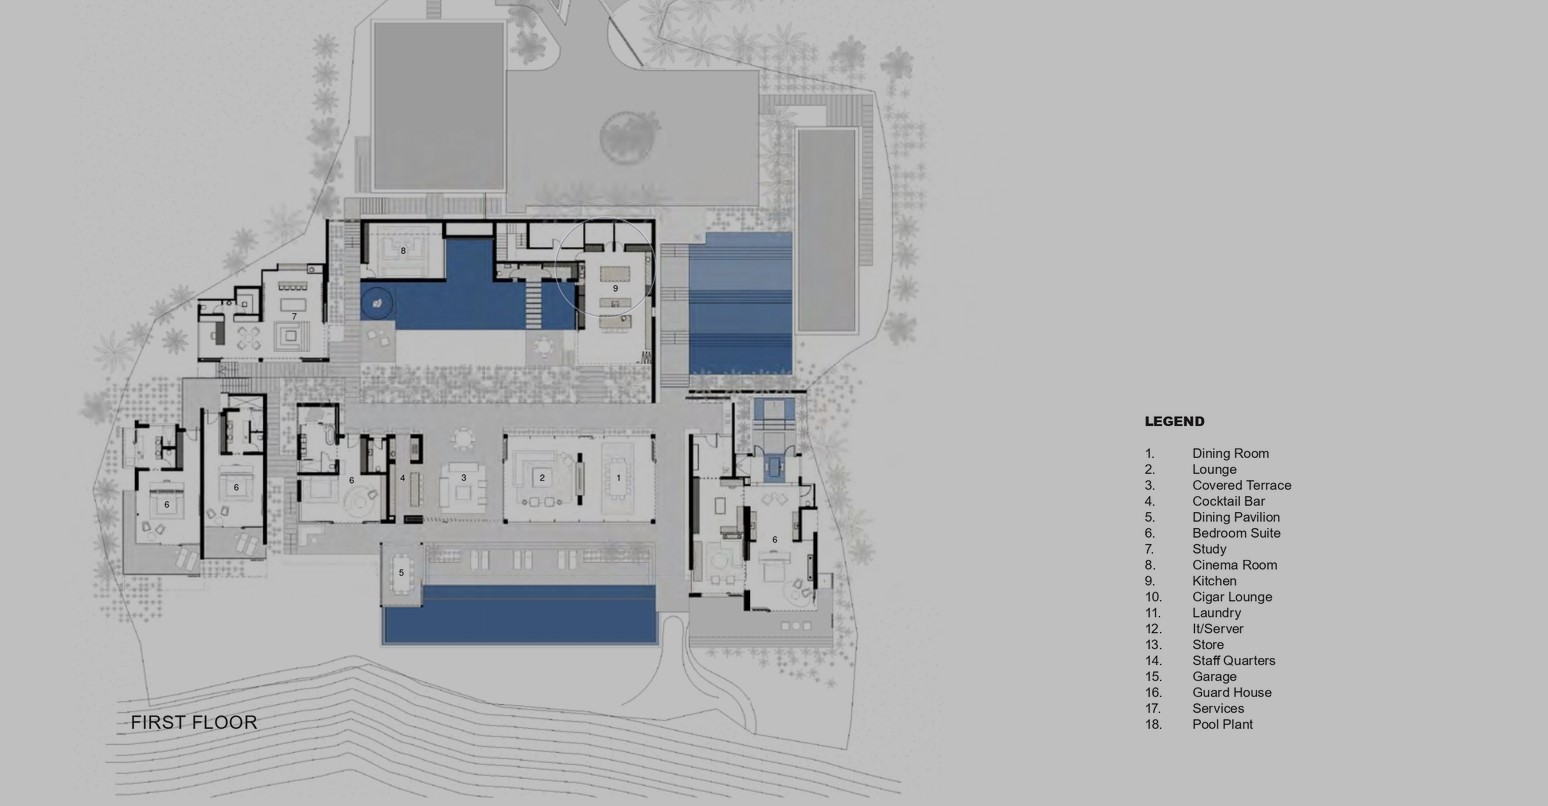 8
9
7
6
6
6
4
3
2
1
6
5
FIRST FLOOR
LEGEND
1. Dining Room
2. Lounge
3. Covered Terrace
4. Cocktail Bar
5. Dining Pavilion
6. Bedroom Suite
7. Study
8. Cinema Room
9. Kitchen
10. Cigar Lounge
11. Laundry
12. It/Server
13. Store
14. Staff Quarters
15. Garage
16. Guard House
17. Services
18. Pool Plant